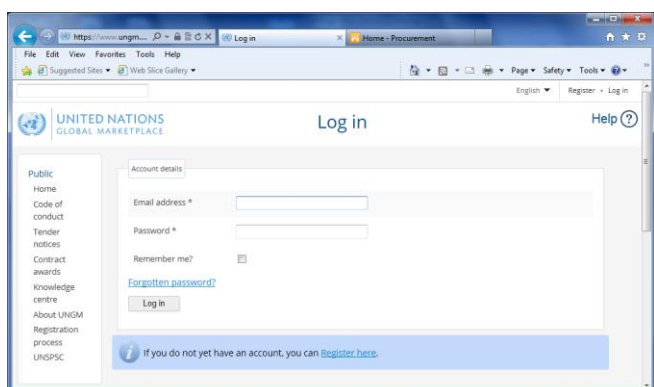 https://www.ungm....
Log in
Home - Procurement
File Edit View Favorites Tools Help
Suggested Sites
Web Slice Gallery
Page Safety Tools
English Register Log in
UNITED NATIONS
GLOBAL MARKETPLACE
Log in
Help ?
Public
Home
Code of
conduct
Tender
notices
Contract
awards
Knowledge
centre
About UNGM
Registration
process
UNSPSC
Account details
Email address *
Password *
Remember me?
Forgotten password?
Log in
If you do not yet have an account, you can Register here.